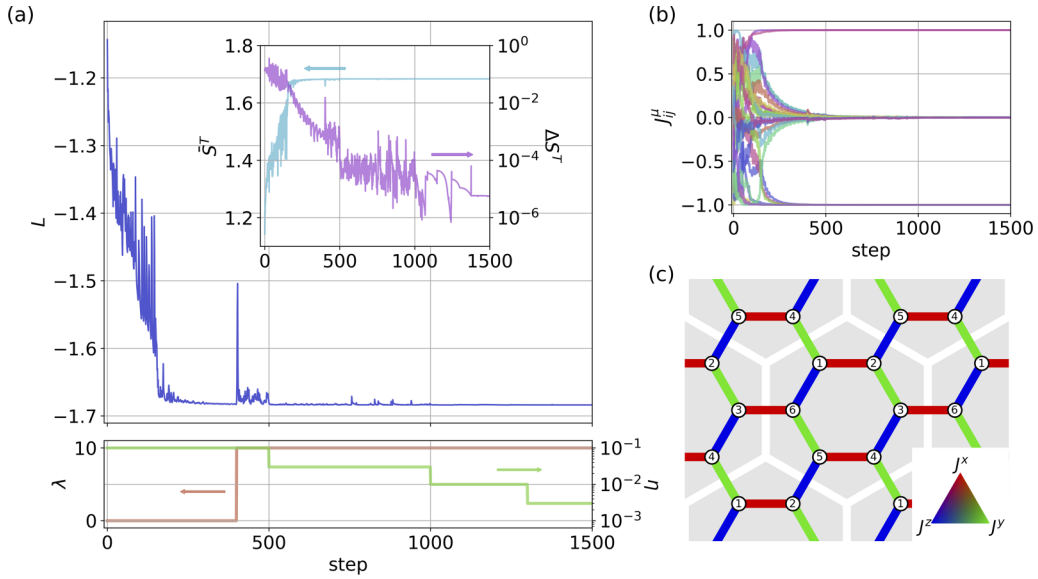 (a)
L
−1.2
−1.3
−1.4
−1.5
−1.6
−1.7
S̄ᵀ
1.8
1.6
1.4
1.2
10⁰
10⁻²
10⁻⁴
10⁻⁶
ΔSᵀ
0 500 1000 1500
λ
10
0
10⁻¹
10⁻²
10⁻³
η
0 500 1000 1500
step
(b)
J^μ_ij
1.0
0.5
0.0
−0.5
−1.0
0 500 1000 1500
step
(c)
5 4 5 4
2 1 2 1
3 6 3 6
4 5 4
1 2 1
J^x
J^z J^y